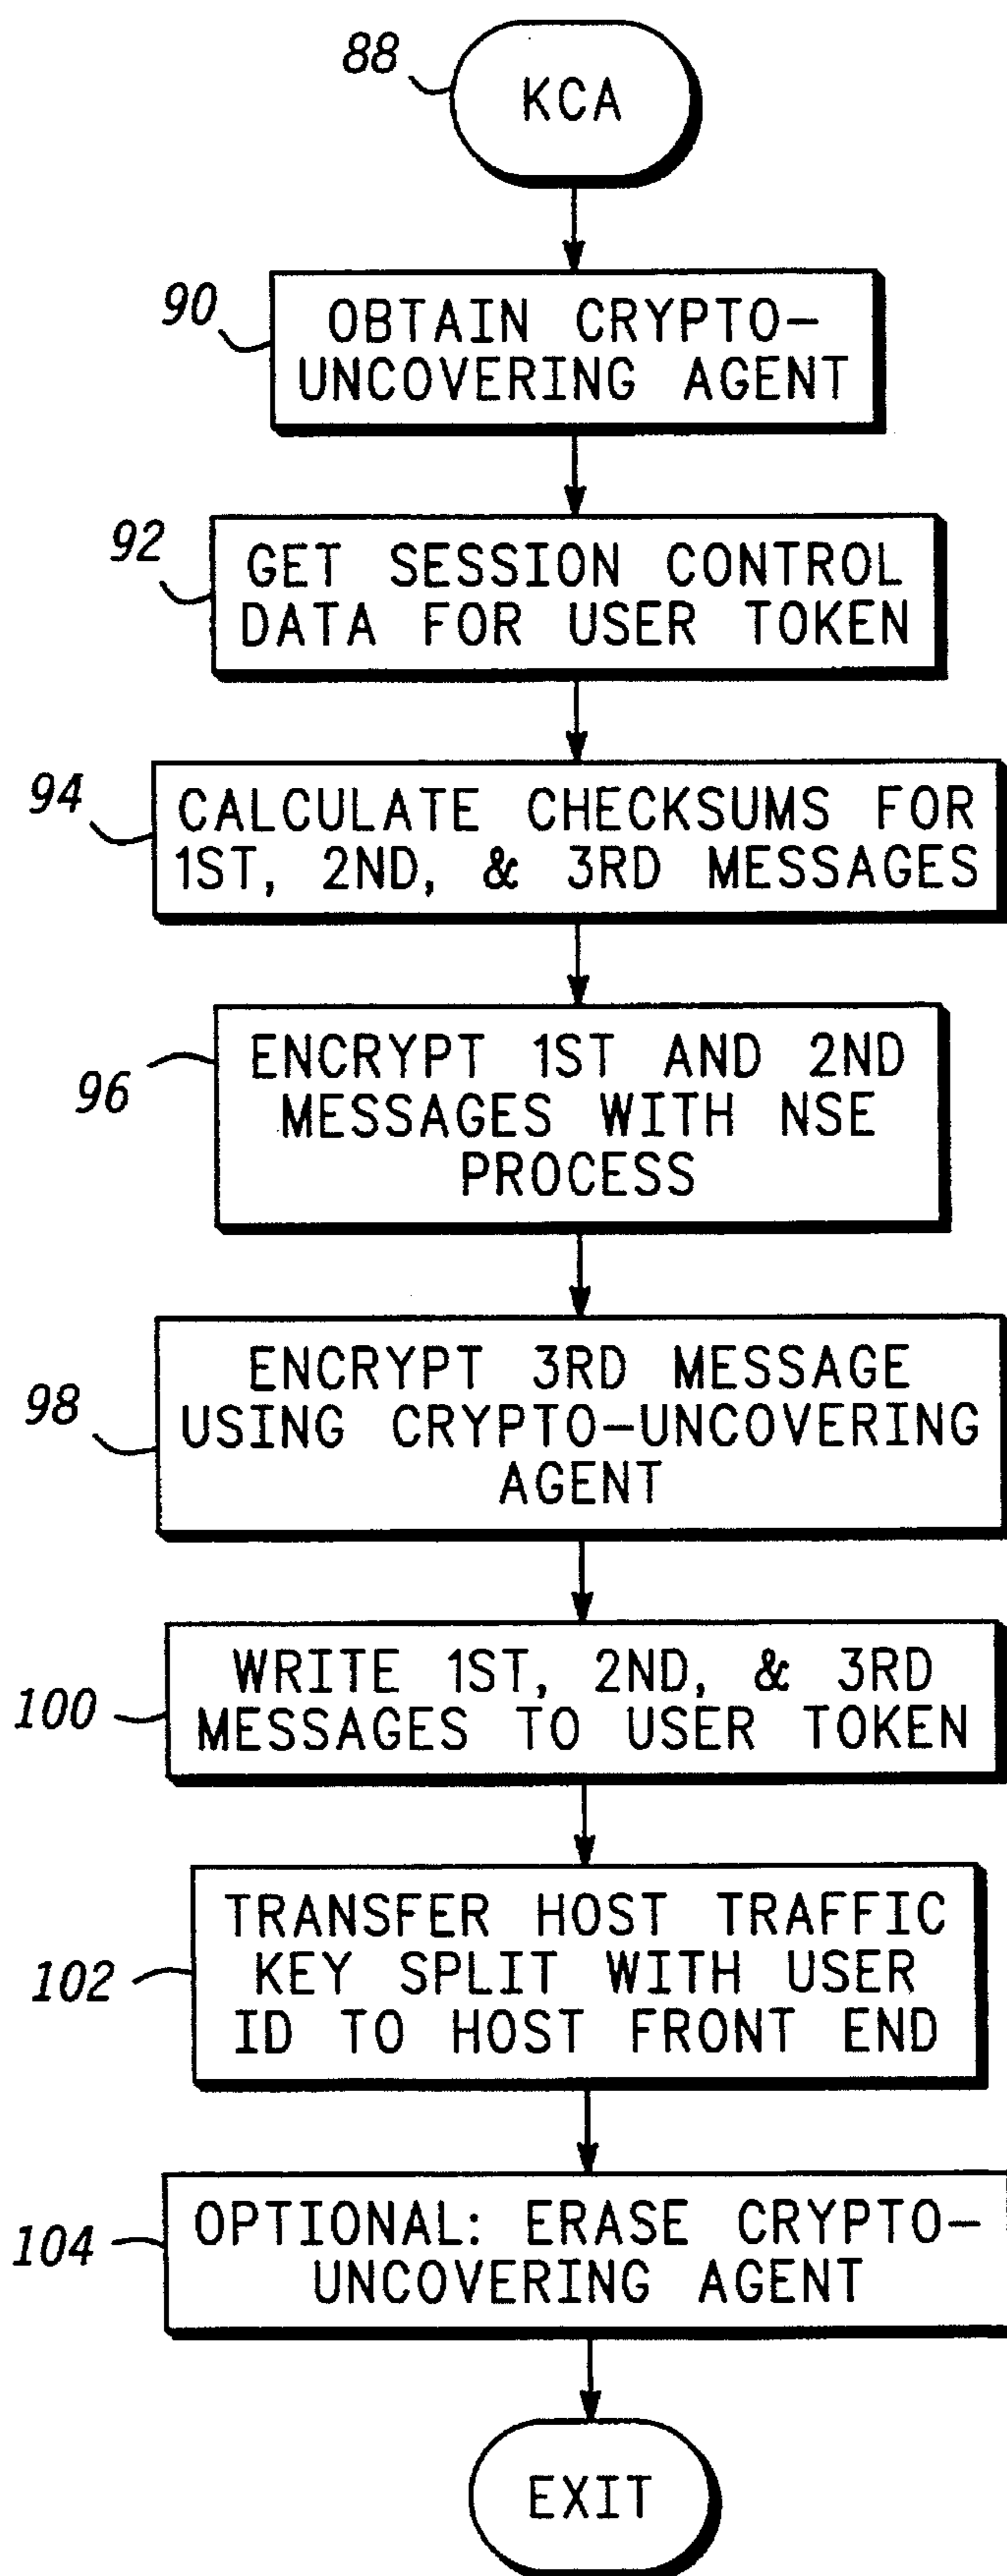 88
KCA
90
OBTAIN CRYPTO-
UNCOVERING AGENT
92
GET SESSION CONTROL
DATA FOR USER TOKEN
94
CALCULATE CHECKSUMS FOR
1ST, 2ND, & 3RD MESSAGES
96
ENCRYPT 1ST AND 2ND
MESSAGES WITH NSE
PROCESS
98
ENCRYPT 3RD MESSAGE
USING CRYPTO-UNCOVERING
AGENT
100
WRITE 1ST, 2ND, & 3RD
MESSAGES TO USER TOKEN
102
TRANSFER HOST TRAFFIC
KEY SPLIT WITH USER
ID TO HOST FRONT END
104
OPTIONAL: ERASE CRYPTO-
UNCOVERING AGENT
EXIT